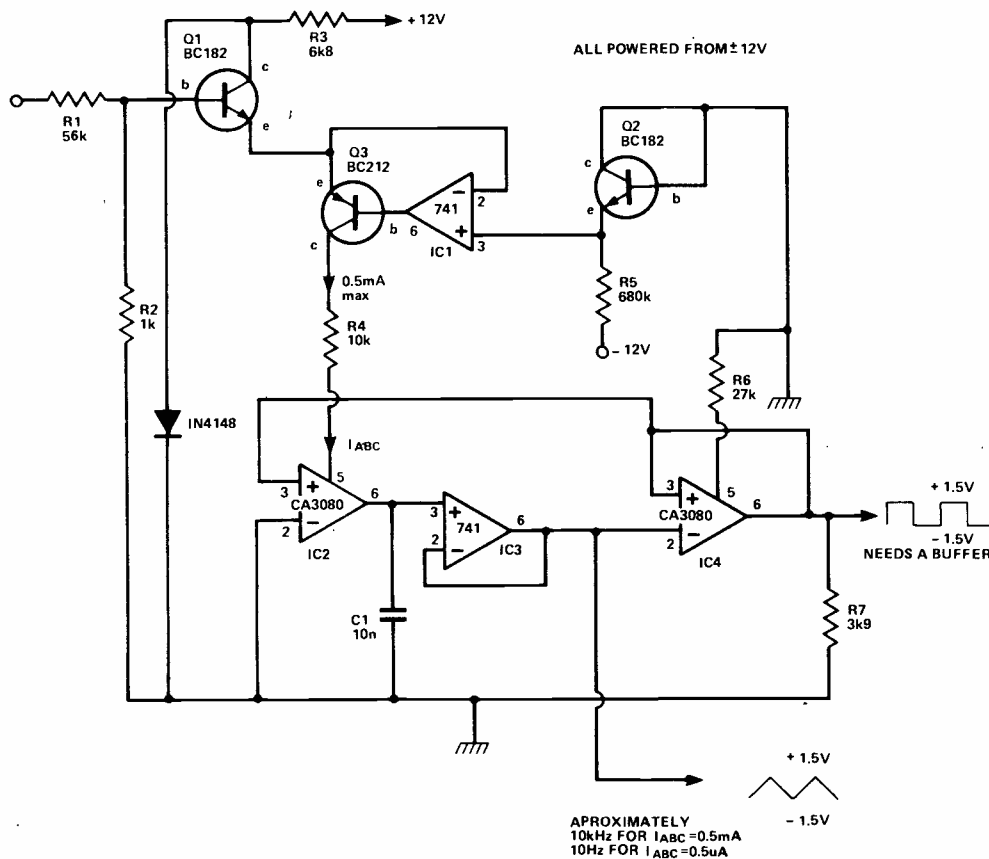 + 12V
R3
6k8
Q1
BC182
c
b
e
R1
56k
ALL POWERED FROM ± 12V
Q2
BC182
c
b
e
Q3
BC212
e
b
c
741
−
2
6
+
3
IC1
0.5mA
max
R5
680k
− 12V
R2
1k
R4
10k
R6
27k
IN4148
I ABC
5
3
+
CA3080
6
−
2
IC2
3
+
741
6
2
−
IC3
3
+
5
CA3080
6
−
2
IC4
+ 1.5V
− 1.5V
NEEDS A BUFFER
C1
10n
R7
3k9
+ 1.5V
− 1.5V
APROXIMATELY
10kHz FOR I ABC = 0.5mA
10Hz FOR I ABC = 0.5uA